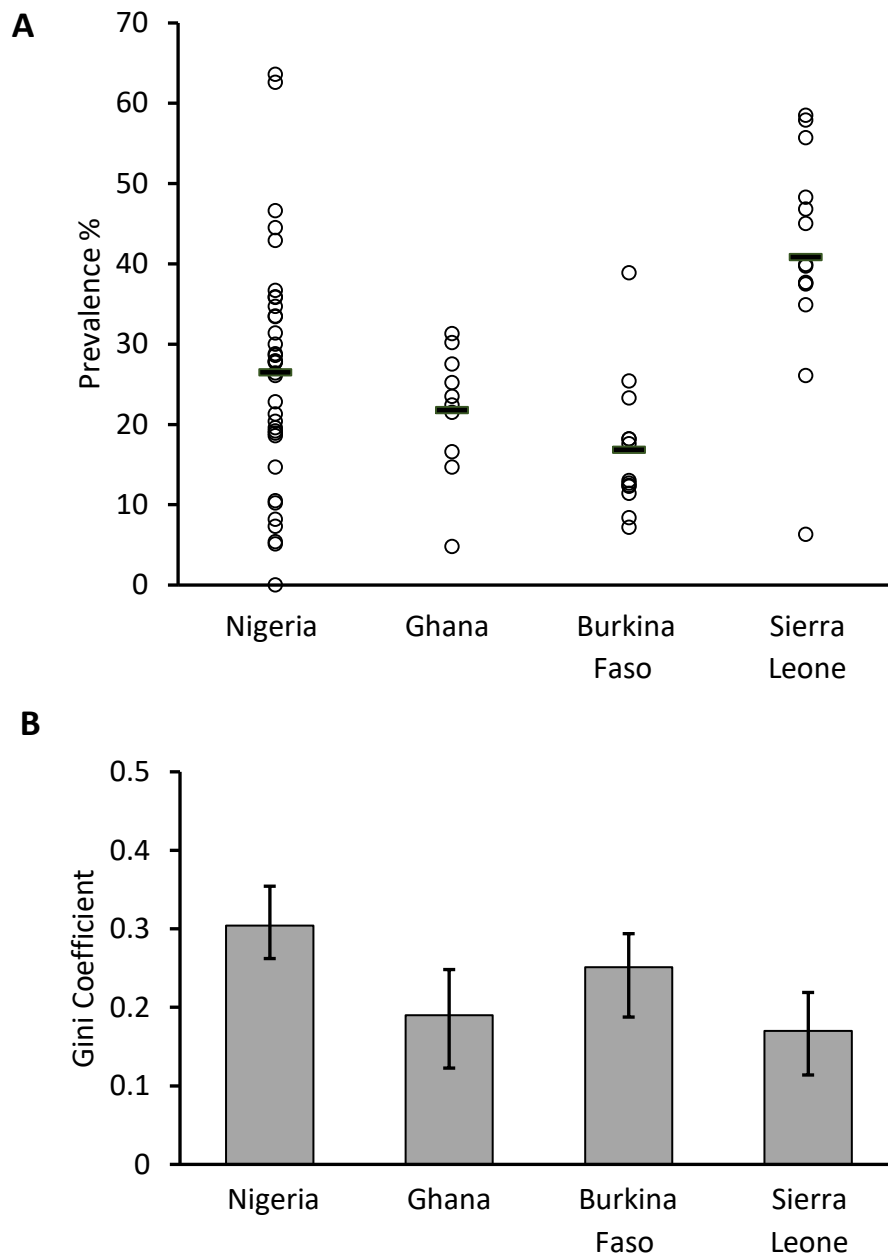 A
Prevalence %
70
60
50
40
30
20
10
0
Nigeria
Ghana
Burkina
Faso
Sierra
Leone
B
Gini Coefficient
0.5
0.4
0.3
0.2
0.1
0
Nigeria
Ghana
Burkina
Faso
Sierra
Leone